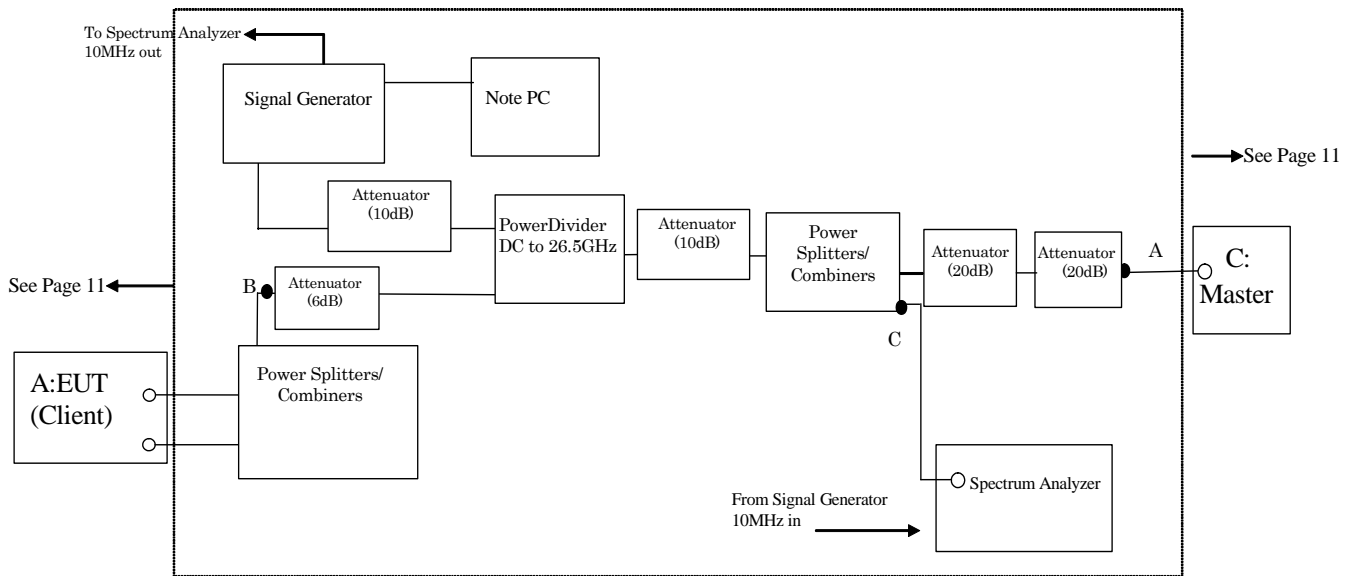 To Spectrum Analyzer
10MHz out
Signal Generator
Note PC
See Page 11
Attenuator
(10dB)
PowerDivider
DC to 26.5GHz
Attenuator
(10dB)
Power
Splitters/
Combiners
Attenuator
(20dB)
Attenuator
(20dB)
A
C:
Master
See Page 11
B
Attenuator
(6dB)
C
A:EUT
(Client)
Power Splitters/
Combiners
Spectrum Analyzer
From Signal Generator
10MHz in